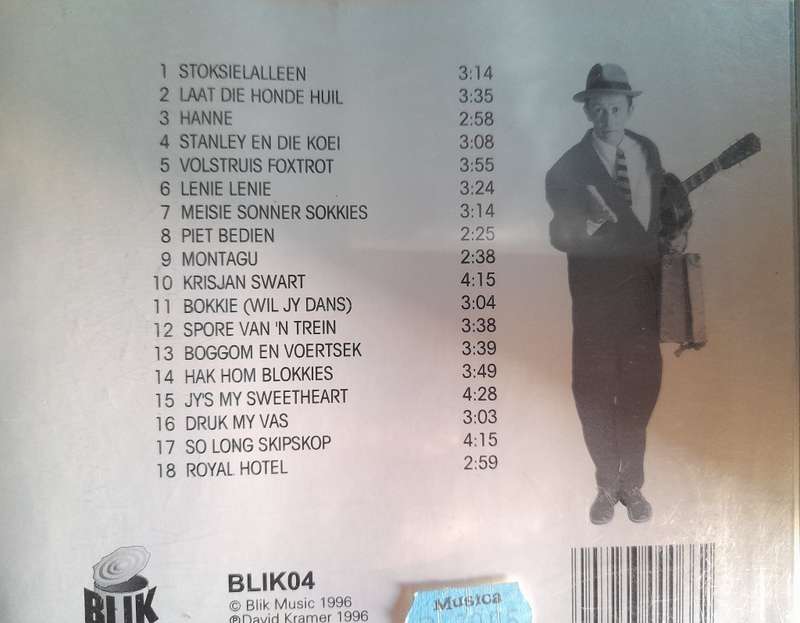 1 STOKSIELALLEEN 3:14
2 LAAT DIE HONDE HUIL 3:35
3 HANNE 2:58
4 STANLEY EN DIE KOEI 3:08
5 VOLSTRUIS FOXTROT 3:55
6 LENIE LENIE 3:24
7 MEISIE SONNER SOKKIES 3:14
8 PIET BEDIEN 2:25
9 MONTAGU 2:38
10 KRISJAN SWART 4:15
11 BOKKIE (WIL JY DANS) 3:04
12 SPORE VAN 'N TREIN 3:38
13 BOGGOM EN VOERTSEK 3:39
14 HAK HOM BLOKKIES 3:49
15 JY'S MY SWEETHEART 4:28
16 DRUK MY VAS 3:03
17 SO LONG SKIPSKOP 4:15
18 ROYAL HOTEL 2:59
BLIK
BLIK04
© Blik Music 1996
℗David Kramer 1996
Musica